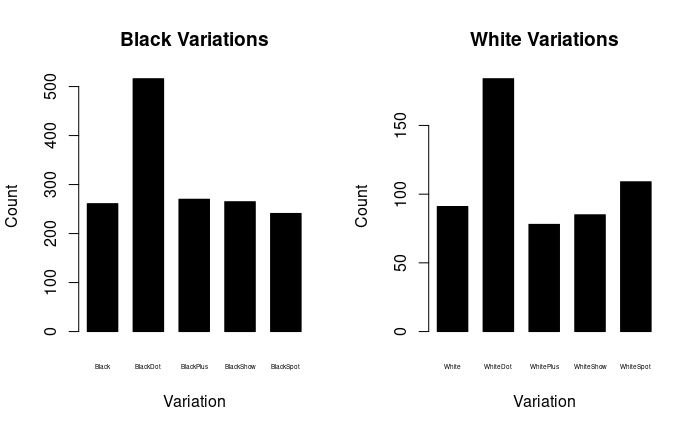 Black Variations
Count
500
400
300
200
100
0
Black BlackDot BlackPlus BlackShow BlackSpot
Variation
White Variations
Count
150
100
50
0
White WhiteDot WhitePlus WhiteShow WhiteSpot
Variation